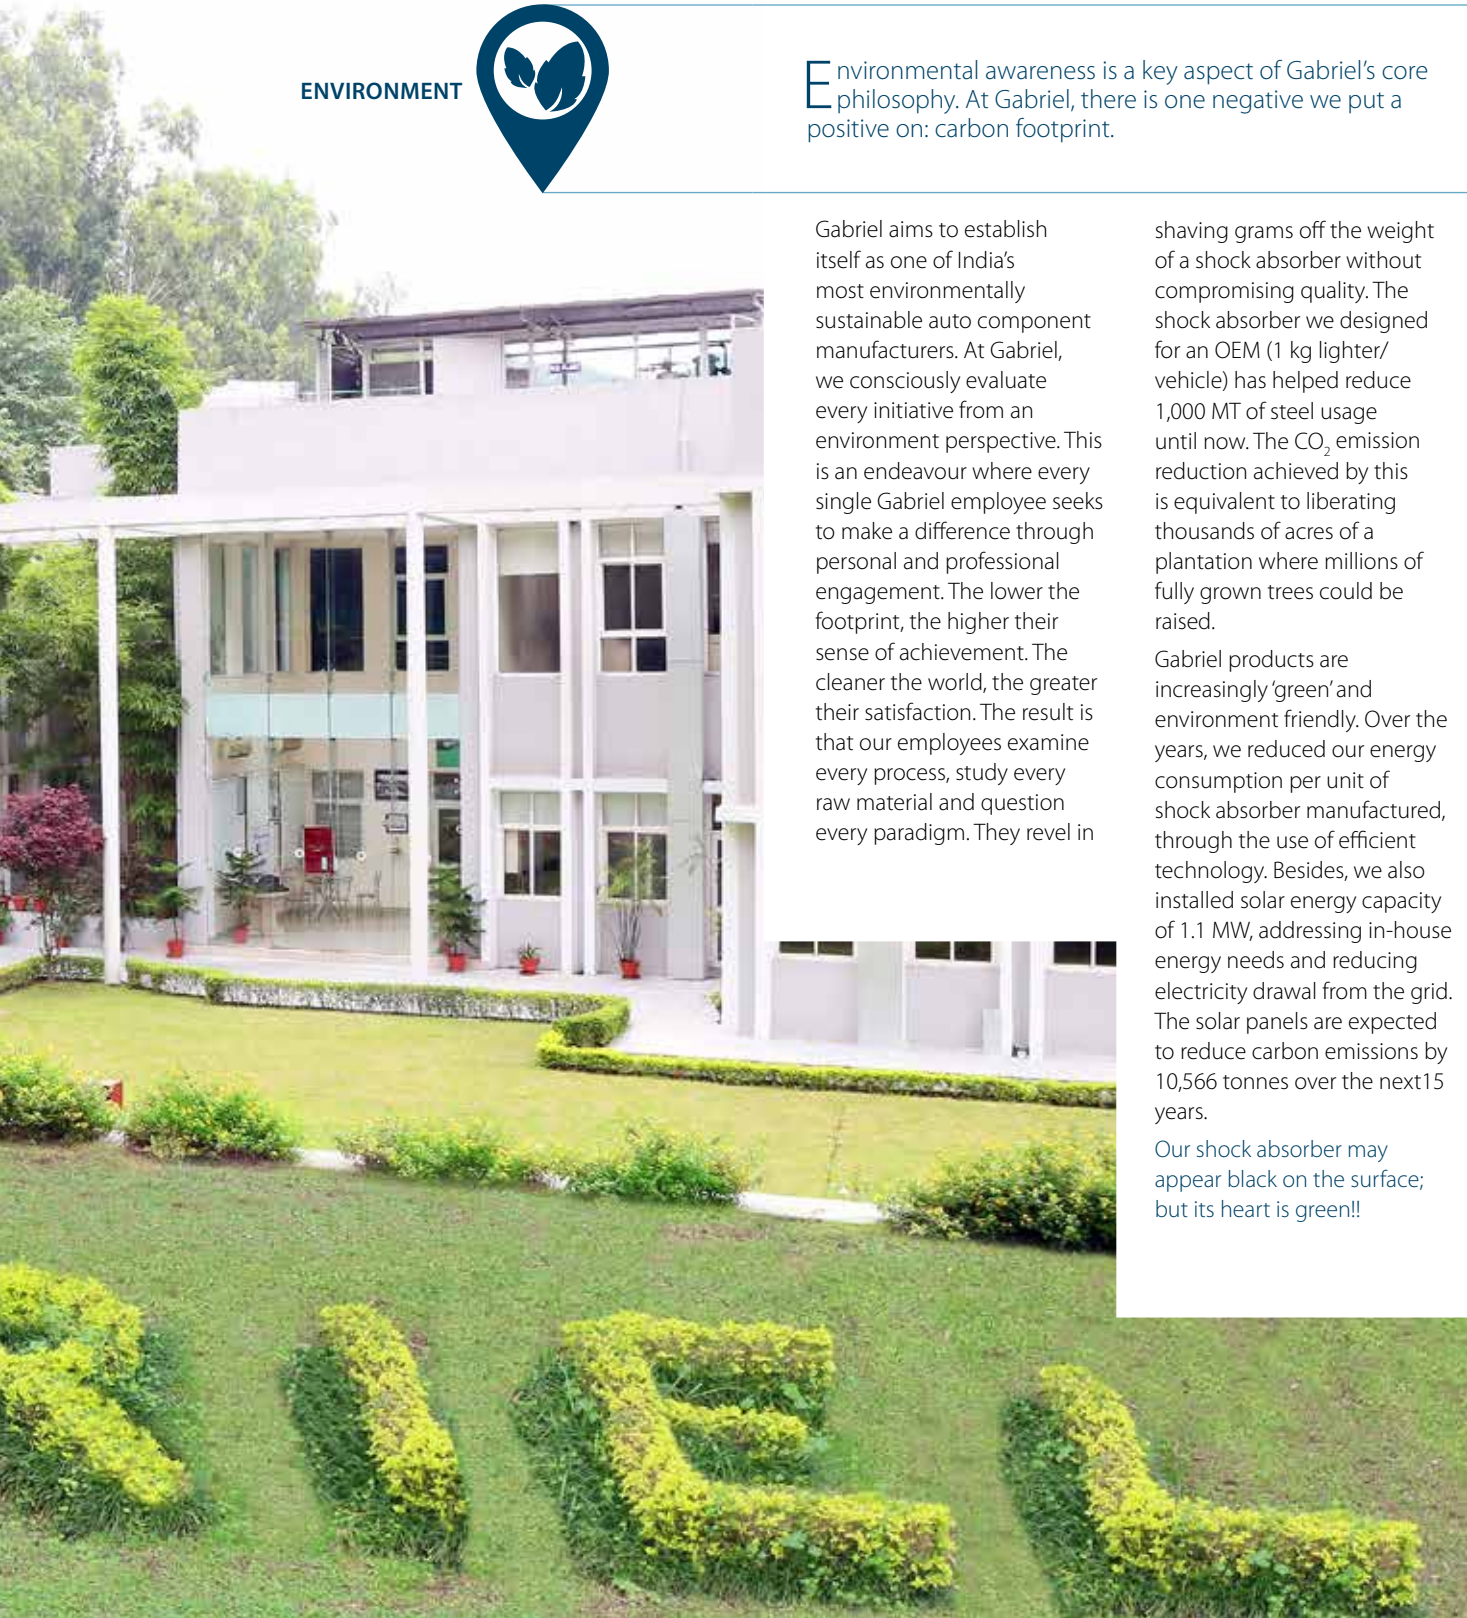 ENVIRONMENT
Environmental awareness is a key aspect of Gabriel's core
philosophy. At Gabriel, there is one negative we put a
positive on: carbon footprint.
Gabriel aims to establish
itself as one of India's
most environmentally
sustainable auto component
manufacturers. At Gabriel,
we consciously evaluate
every initiative from an
environment perspective. This
is an endeavour where every
single Gabriel employee seeks
to make a difference through
personal and professional
engagement. The lower the
footprint, the higher their
sense of achievement. The
cleaner the world, the greater
their satisfaction. The result is
that our employees examine
every process, study every
raw material and question
every paradigm. They revel in
shaving grams off the weight
of a shock absorber without
compromising quality. The
shock absorber we designed
for an OEM (1 kg lighter/
vehicle) has helped reduce
1,000 MT of steel usage
until now. The CO₂ emission
reduction achieved by this
is equivalent to liberating
thousands of acres of a
plantation where millions of
fully grown trees could be
raised.
Gabriel products are
increasingly ‘green’ and
environment friendly. Over the
years, we reduced our energy
consumption per unit of
shock absorber manufactured,
through the use of efficient
technology. Besides, we also
installed solar energy capacity
of 1.1 MW, addressing in-house
energy needs and reducing
electricity drawal from the grid.
The solar panels are expected
to reduce carbon emissions by
10,566 tonnes over the next15
years.
Our shock absorber may
appear black on the surface;
but its heart is green!!
RIEL